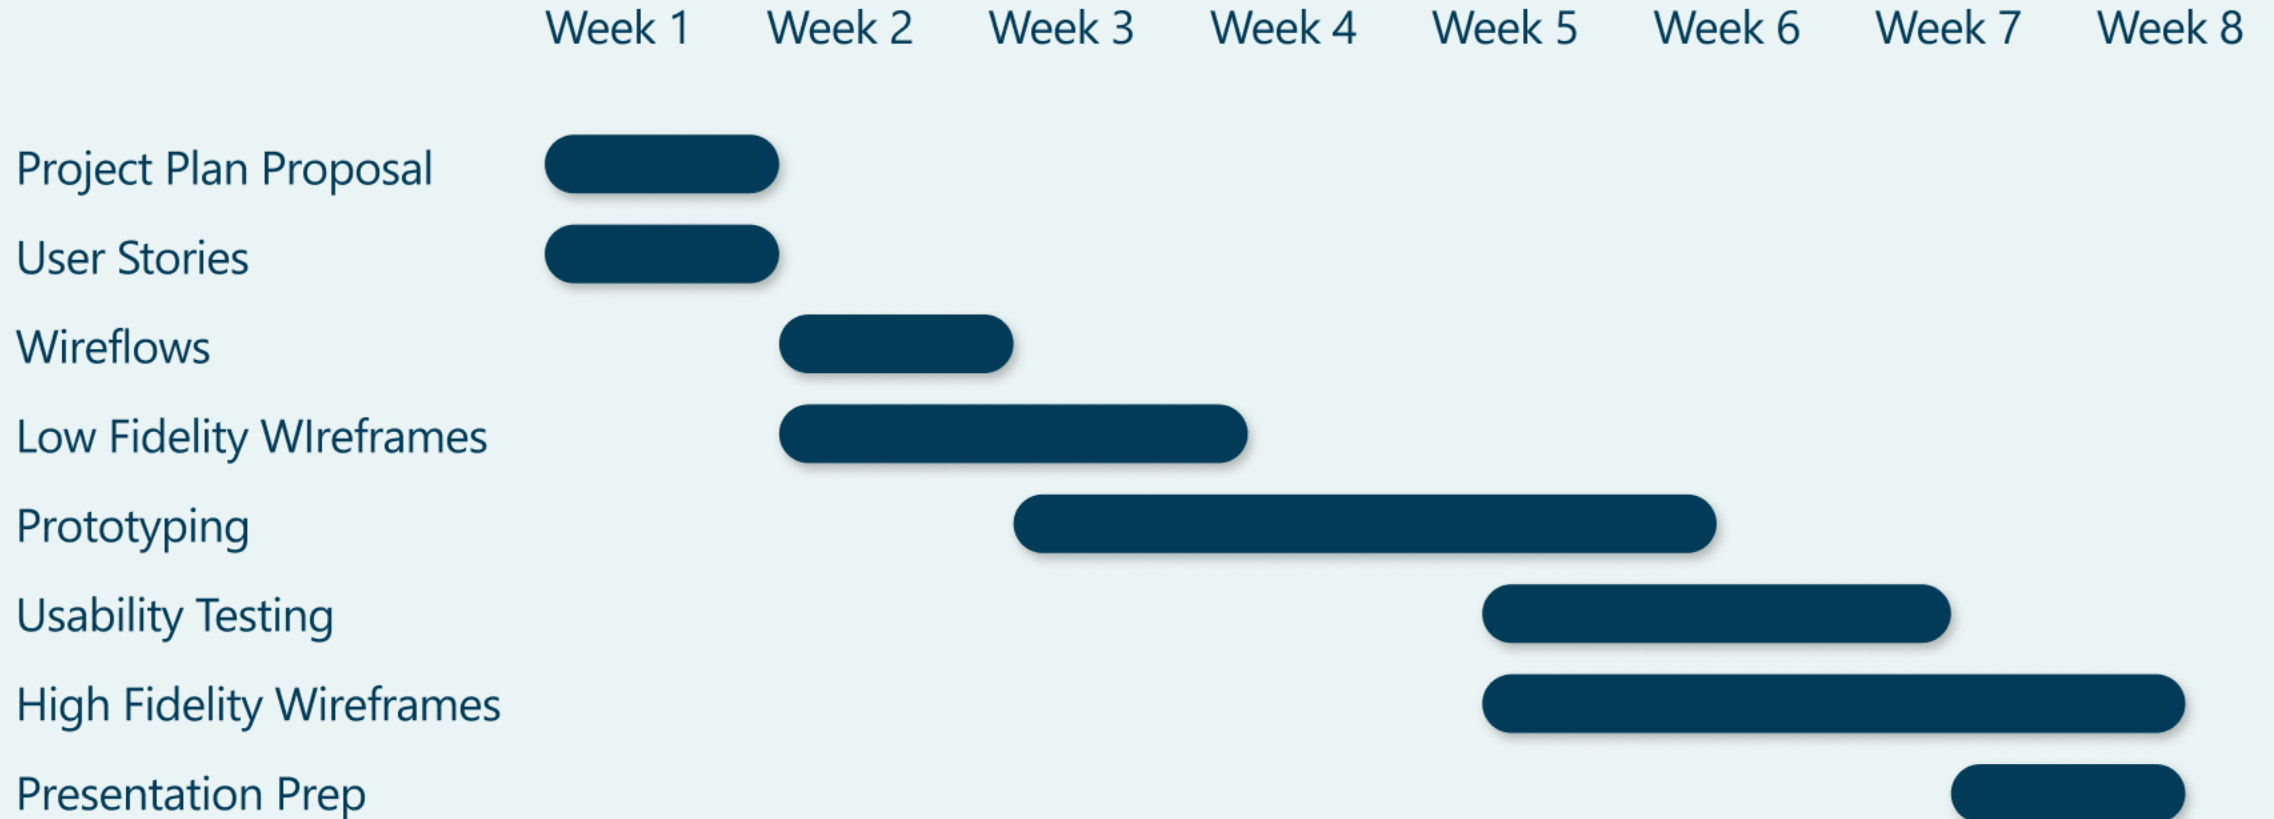 Week 1 Week 2 Week 3 Week 4 Week 5 Week 6 Week 7 Week 8
Project Plan Proposal
User Stories
Wireflows
Low Fidelity WIreframes
Prototyping
Usability Testing
High Fidelity Wireframes
Presentation Prep